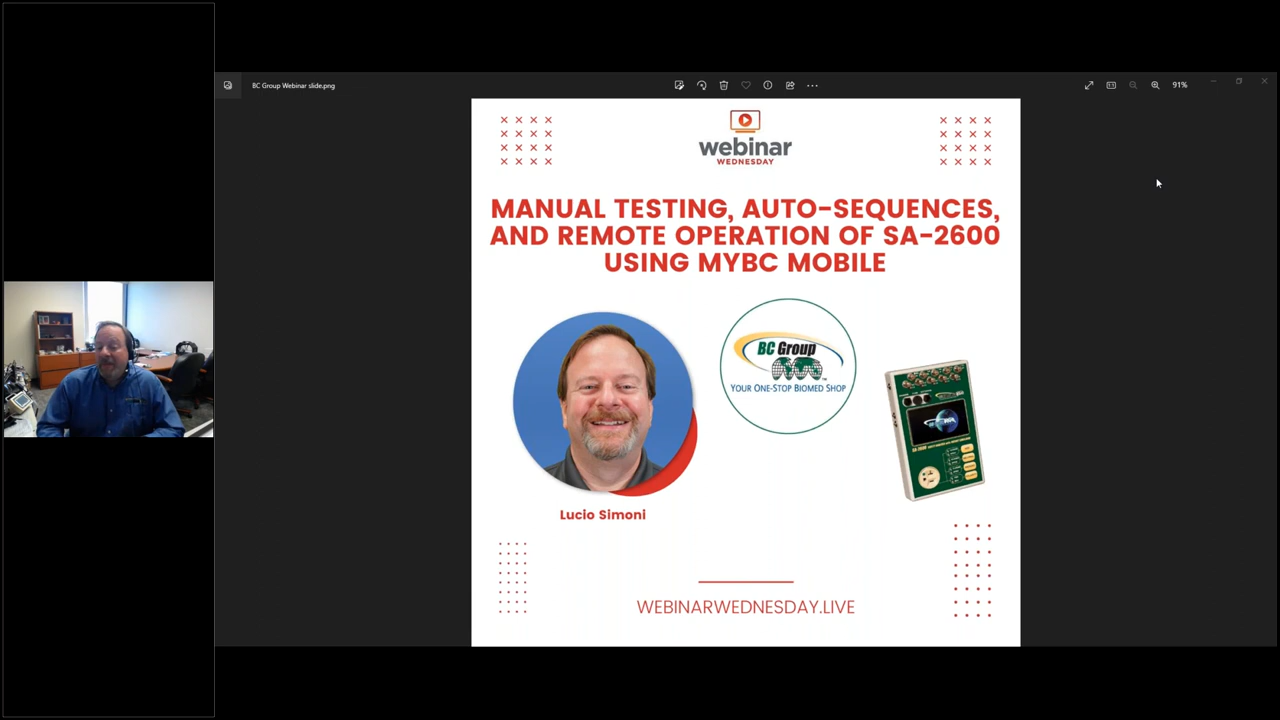 BC Group Webinar slide.png
91%
webinar
WEDNESDAY
MANUAL TESTING, AUTO-SEQUENCES,
AND REMOTE OPERATION OF SA-2600
USING MYBC MOBILE
BC Group
YOUR ONE-STOP BIOMED SHOP
Lucio Simoni
WEBINARWEDNESDAY.LIVE